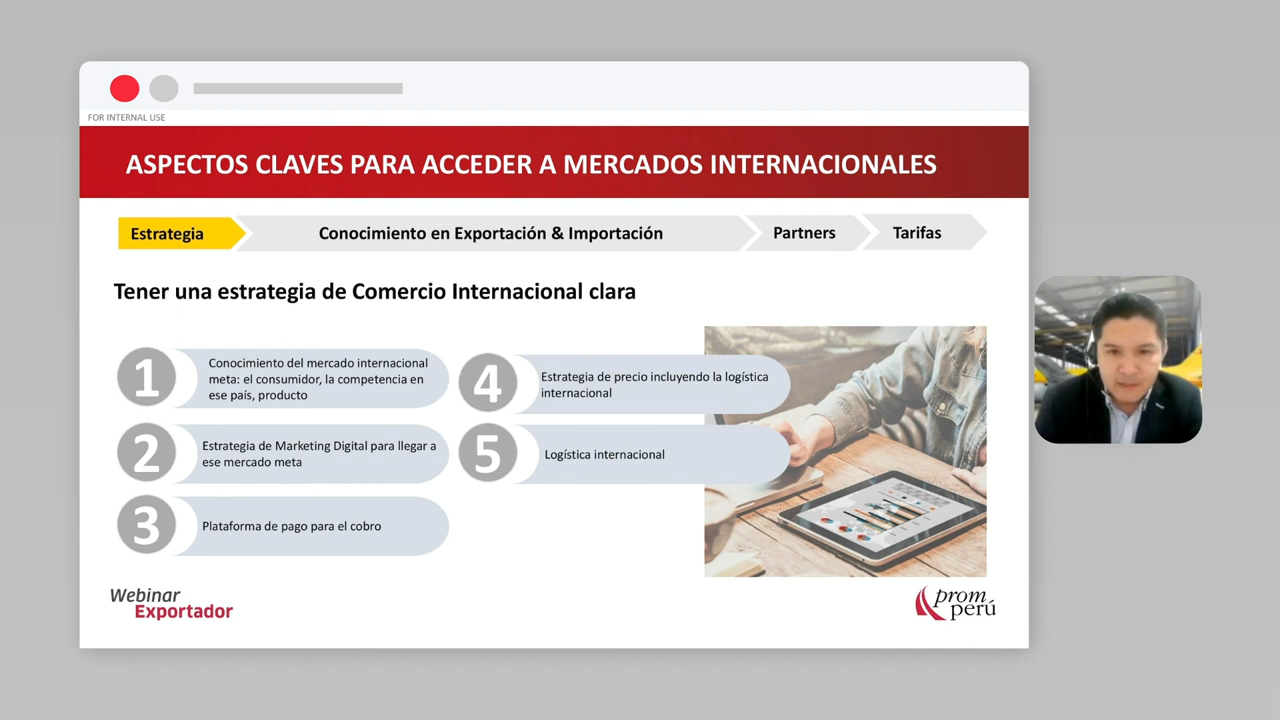 FOR INTERNAL USE
ASPECTOS CLAVES PARA ACCEDER A MERCADOS INTERNACIONALES
Estrategia
Conocimiento en Exportación & Importación
Partners
Tarifas
Tener una estrategia de Comercio Internacional clara
1
Conocimiento del mercado internacional
meta: el consumidor, la competencia en
ese país, producto
2
Estrategia de Marketing Digital para llegar a
ese mercado meta
3
Plataforma de pago para el cobro
4
Estrategia de precio incluyendo la logística
internacional
5
Logística internacional
Webinar
Exportador
prom
perú